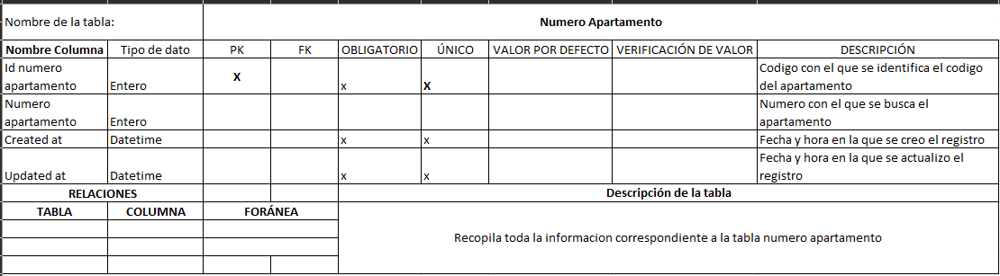 Nombre de la tabla: Numero Apartamento
Nombre Columna Tipo de dato PK FK OBLIGATORIO ÚNICO VALOR POR DEFECTO VERIFICACIÓN DE VALOR DESCRIPCIÓN
Id numero
apartamento Entero X x X Codigo con el que se identifica el codigo
del apartamento
Numero
apartamento Entero Numero con el que se busca el
apartamento
Created at Datetime x x Fecha y hora en la que se creo el registro
Updated at Datetime x x Fecha y hora en la que se actualizo el
registro
RELACIONES Descripción de la tabla
TABLA COLUMNA FORÁNEA
Recopila toda la informacion correspondiente a la tabla numero apartamento